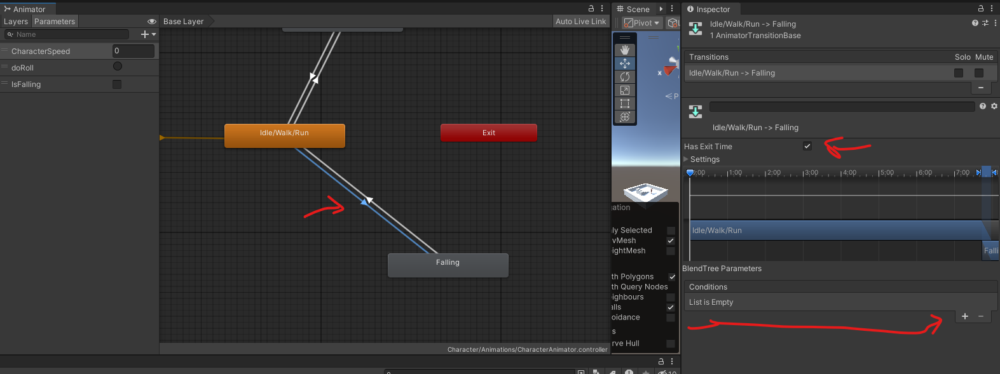 Animator
Layers Parameters
Base Layer
Auto Live Link
Name
CharacterSpeed 0
doRoll
IsFalling
Idle/Walk/Run
Exit
Falling
Character/Animations/CharacterAnimator.controller
Scene
Pivot
x
P
gation
ly Selected
vMesh
ightMesh
th Polygons
th Query Nodes
ighbours
alls
oidance
s
rve Hull
10
Inspector
Idle/Walk/Run -> Falling
1 AnimatorTransitionBase
Transitions Solo Mute
Idle/Walk/Run -> Falling
Idle/Walk/Run -> Falling
Has Exit Time
Settings
0:00 1:00 2:00 3:00 4:00 5:00 6:00 7:00
Idle/Walk/Run
Falli
BlendTree Parameters
Conditions
List is Empty